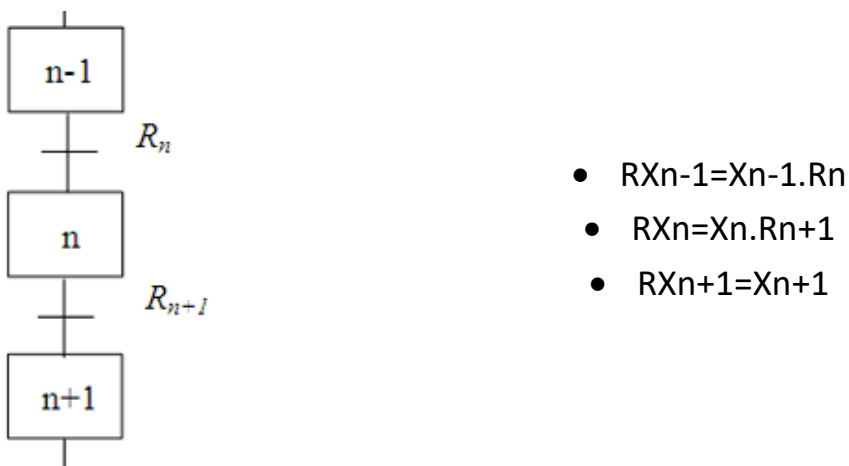 n-1
Rn
n
Rn+1
n+1
• RXn-1=Xn-1.Rn
• RXn=Xn.Rn+1
• RXn+1=Xn+1